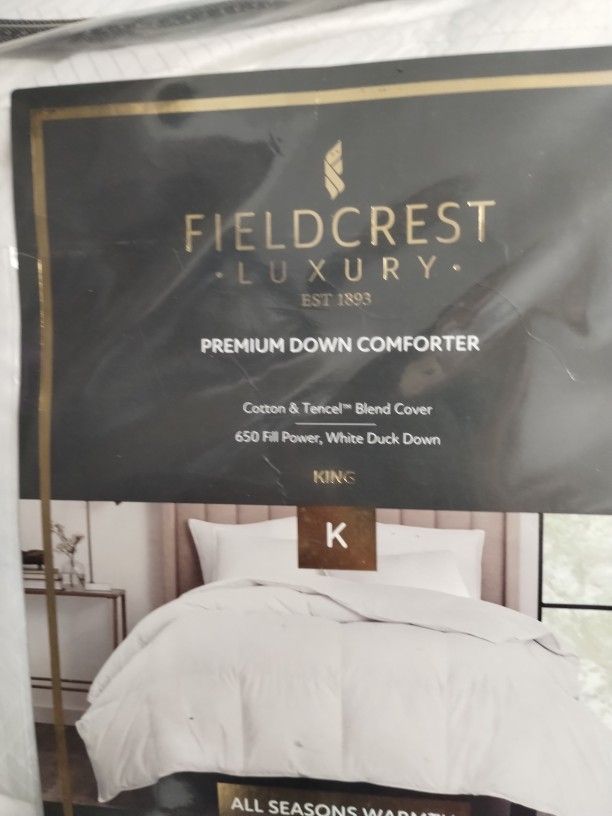 FIELDCREST
·LUXURY·
EST 1893
PREMIUM DOWN COMFORTER
Cotton & Tencel™ Blend Cover
650 Fill Power, White Duck Down
KING
K
ALL SEASONS WARMTH